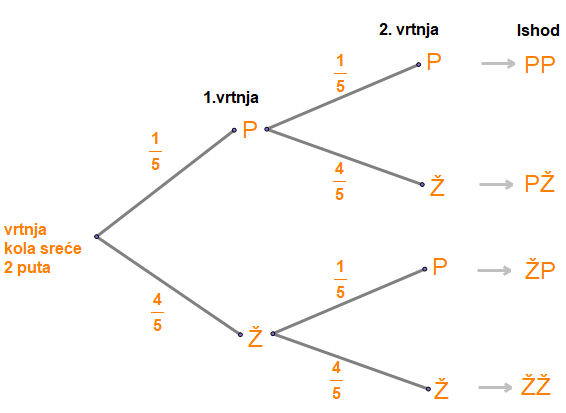 2. vrtnja Ishod
1
5
P PP
1.vrtnja
1
5
P
4
5
Ž PŽ
vrtnja
kola sreće
2 puta
4
5
Ž
1
5
P ŽP
4
5
Ž ŽŽ